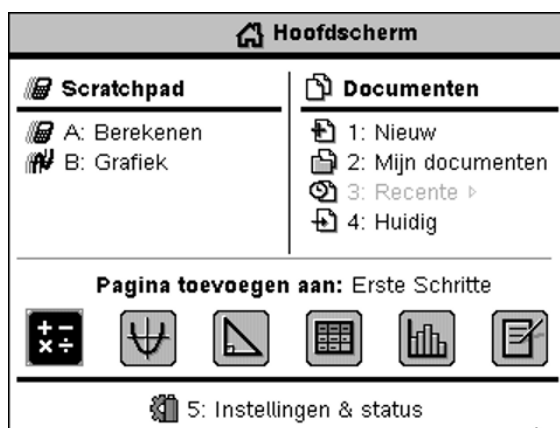 Hoofdscherm
Scratchpad
A: Berekenen
B: Grafiek
Documenten
1: Nieuw
2: Mijn documenten
3: Recente ▷
4: Huidig
Pagina toevoegen aan: Erste Schritte
5: Instellingen & status